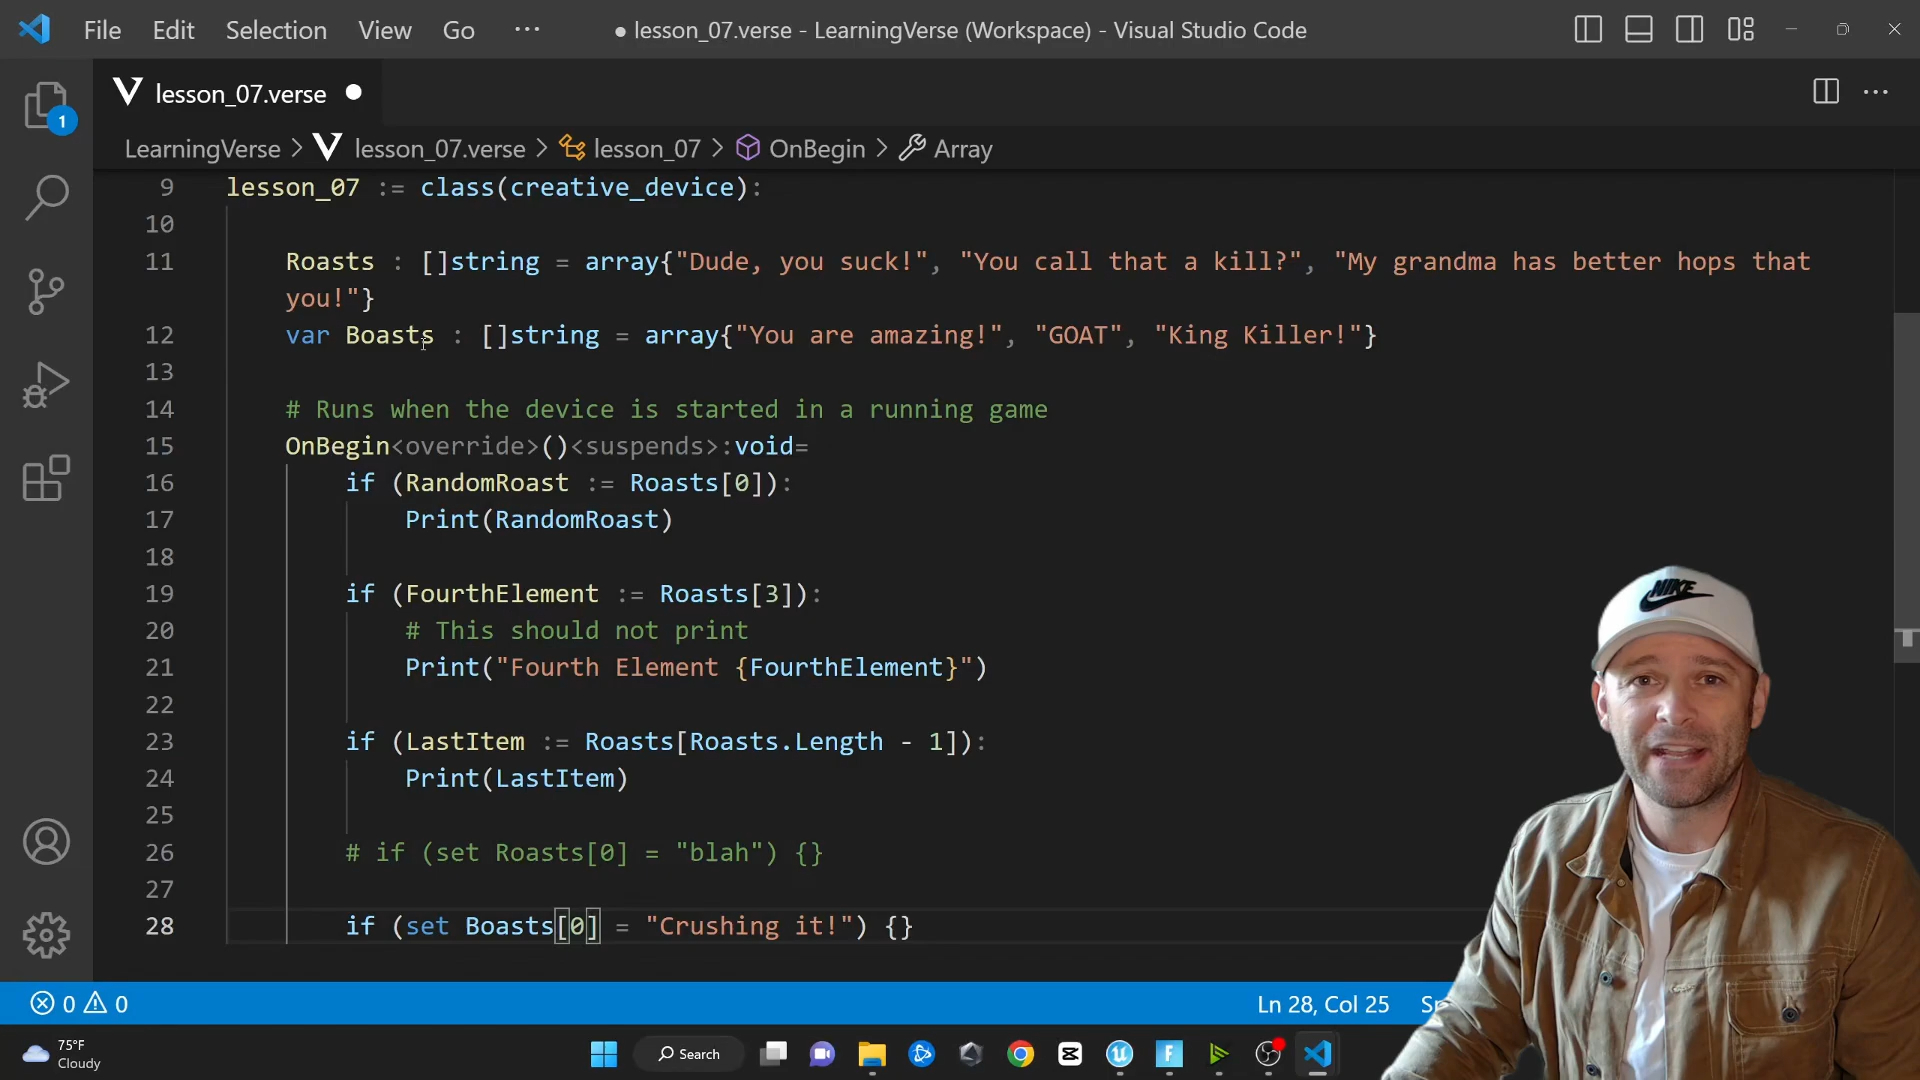 File Edit Selection View Go ··· ● lesson_07.verse - LearningVerse (Workspace) - Visual Studio Code
lesson_07.verse
LearningVerse > lesson_07.verse > lesson_07 > OnBegin > Array
1
9 lesson_07 := class(creative_device):
10
11 Roasts : []string = array{"Dude, you suck!", "You call that a kill?", "My grandma has better hops that
you!"}
12 var Boasts : []string = array{"You are amazing!", "GOAT", "King Killer!"}
13
14 # Runs when the device is started in a running game
15 OnBegin<override>()<suspends>:void=
16 if (RandomRoast := Roasts[0]):
17 Print(RandomRoast)
18
19 if (FourthElement := Roasts[3]):
20 # This should not print
21 Print("Fourth Element {FourthElement}")
22
23 if (LastItem := Roasts[Roasts.Length - 1]):
24 Print(LastItem)
25
26 # if (set Roasts[0] = "blah") {}
27
28 if (set Boasts[0] = "Crushing it!") {}
NIKE
0 0 Ln 28, Col 25
75°F
Cloudy
Search